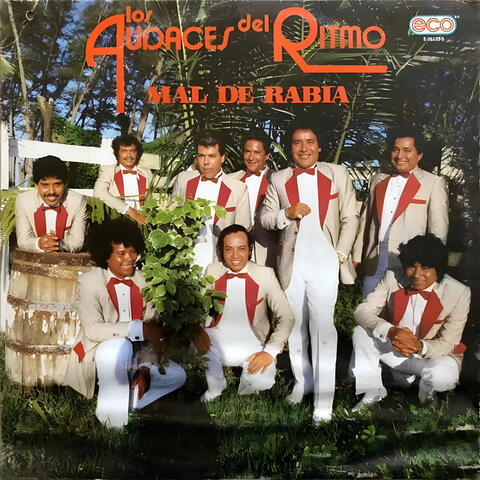 los AUDACES del RITMO
MAL DE RABIA
eco